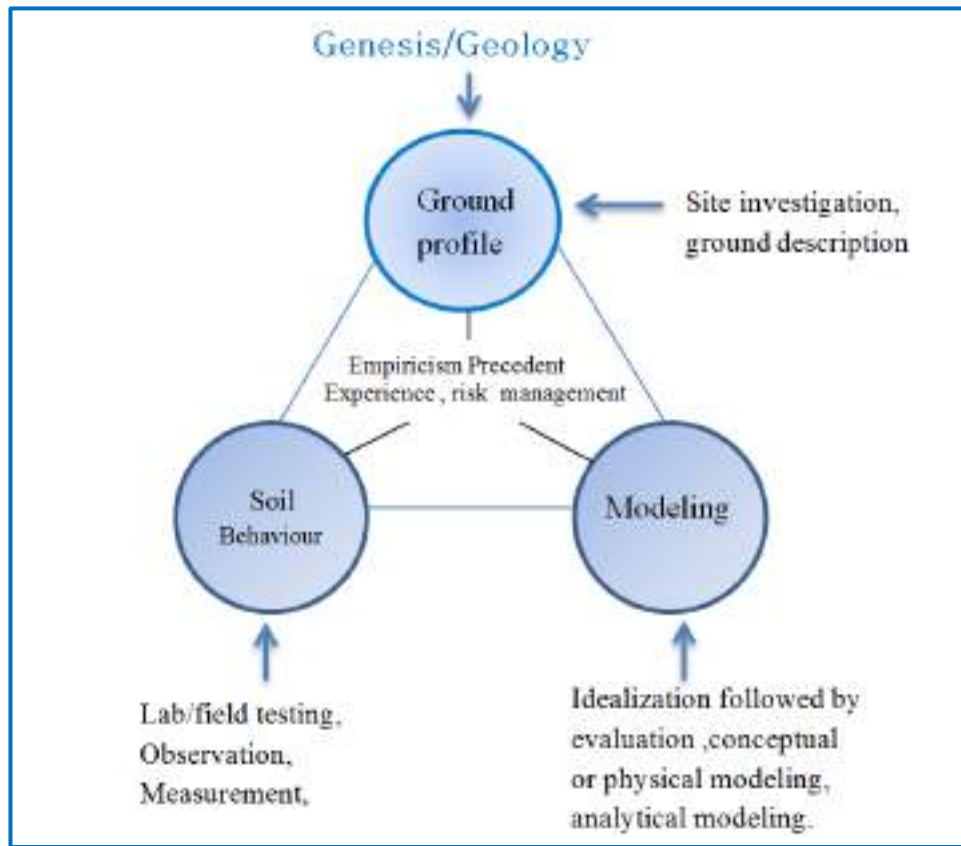 Genesis/Geology
Ground
profile
Site investigation,
ground description
Empiricism Precedent
Experience , risk management
Soil
Behaviour
Modeling
Lab/field testing,
Observation,
Measurement,
Idealization followed by
evaluation ,conceptual
or physical modeling,
analytical modeling.